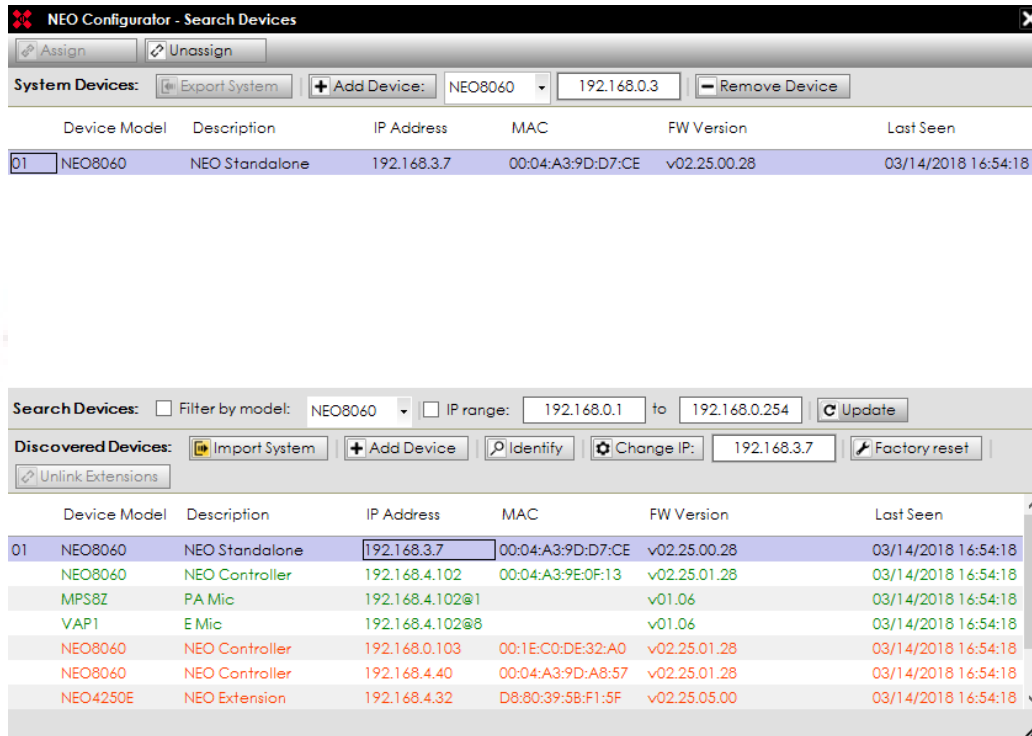 NEO Configurator - Search Devices
Assign Unassign
System Devices: Export System Add Device: NEO8060 192.168.0.3 Remove Device
Device Model Description IP Address MAC FW Version Last Seen
01 NEO8060 NEO Standalone 192.168.3.7 00:04:A3:9D:D7:CE v02.25.00.28 03/14/2018 16:54:18
Search Devices: Filter by model: NEO8060 IP range: 192.168.0.1 to 192.168.0.254 Update
Discovered Devices: Import System Add Device Identify Change IP: 192.168.3.7 Factory reset
Unlink Extensions
Device Model Description IP Address MAC FW Version Last Seen
01 NEO8060 NEO Standalone 192.168.3.7 00:04:A3:9D:D7:CE v02.25.00.28 03/14/2018 16:54:18
NEO8060 NEO Controller 192.168.4.102 00:04:A3:9E:0F:13 v02.25.01.28 03/14/2018 16:54:18
MPS8Z PA Mic 192.168.4.102@1 v01.06 03/14/2018 16:54:18
VAP1 E Mic 192.168.4.102@8 v01.06 03/14/2018 16:54:18
NEO8060 NEO Controller 192.168.0.103 00:1E:C0:DE:32:A0 v02.25.01.28 03/14/2018 16:54:18
NEO8060 NEO Controller 192.168.4.40 00:04:A3:9D:A8:57 v02.25.01.28 03/14/2018 16:54:18
NEO4250E NEO Extension 192.168.4.32 D8:80:39:5B:F1:5F v02.25.05.00 03/14/2018 16:54:18